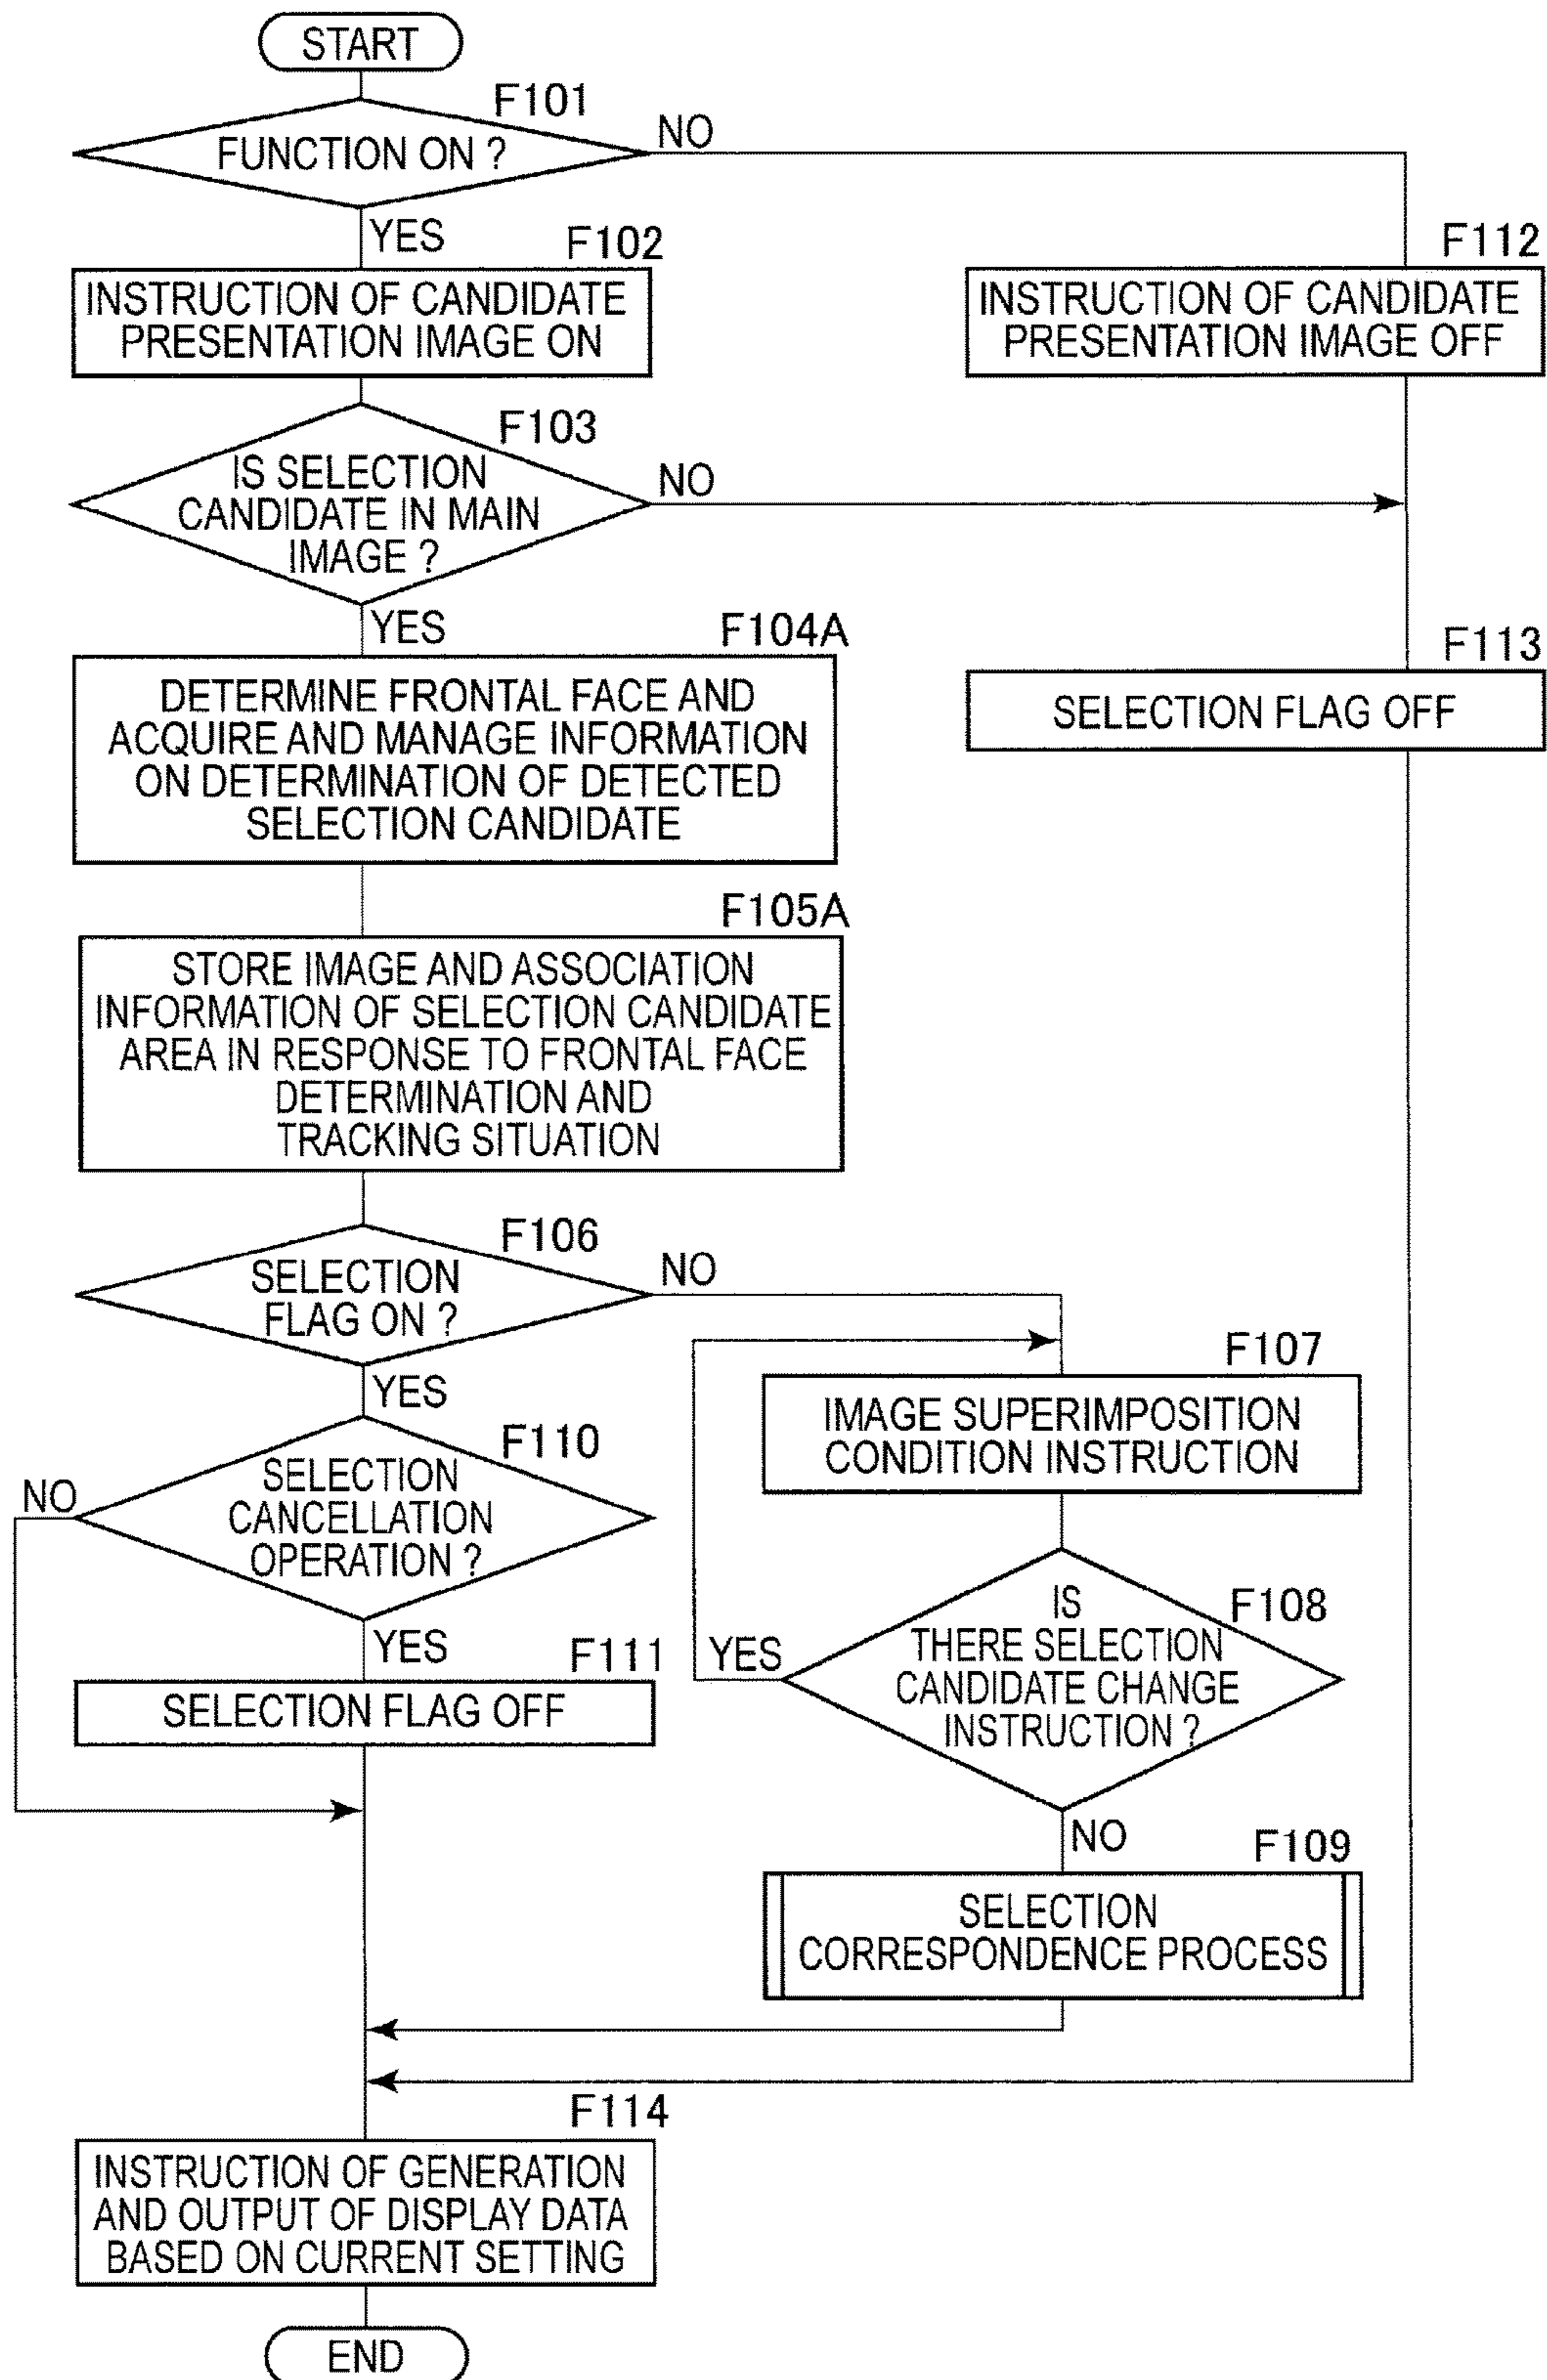 START
F101
FUNCTION ON ?
NO
YES
F102
INSTRUCTION OF CANDIDATE
PRESENTATION IMAGE ON
F112
INSTRUCTION OF CANDIDATE
PRESENTATION IMAGE OFF
F103
IS SELECTION
CANDIDATE IN MAIN
IMAGE ?
NO
YES
F104A
DETERMINE FRONTAL FACE AND
ACQUIRE AND MANAGE INFORMATION
ON DETERMINATION OF DETECTED
SELECTION CANDIDATE
F113
SELECTION FLAG OFF
F105A
STORE IMAGE AND ASSOCIATION
INFORMATION OF SELECTION CANDIDATE
AREA IN RESPONSE TO FRONTAL FACE
DETERMINATION AND
TRACKING SITUATION
F106
SELECTION
FLAG ON ?
NO
YES
F107
IMAGE SUPERIMPOSITION
CONDITION INSTRUCTION
F110
SELECTION
CANCELLATION
OPERATION ?
NO
YES
F108
IS
THERE SELECTION
CANDIDATE CHANGE
INSTRUCTION ?
YES
NO
F111
SELECTION FLAG OFF
F109
SELECTION
CORRESPONDENCE PROCESS
F114
INSTRUCTION OF GENERATION
AND OUTPUT OF DISPLAY DATA
BASED ON CURRENT SETTING
END